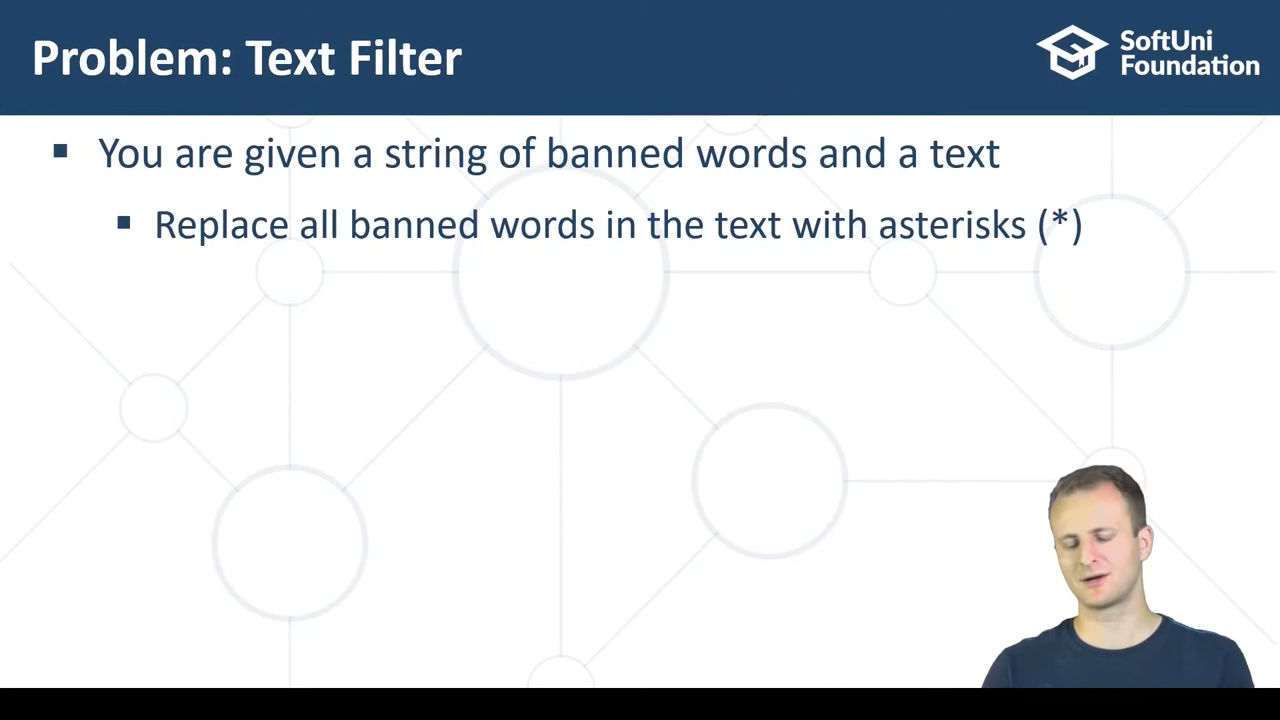 Problem: Text Filter
SoftUni
Foundation
▪ You are given a string of banned words and a text
▪ Replace all banned words in the text with asterisks (*)